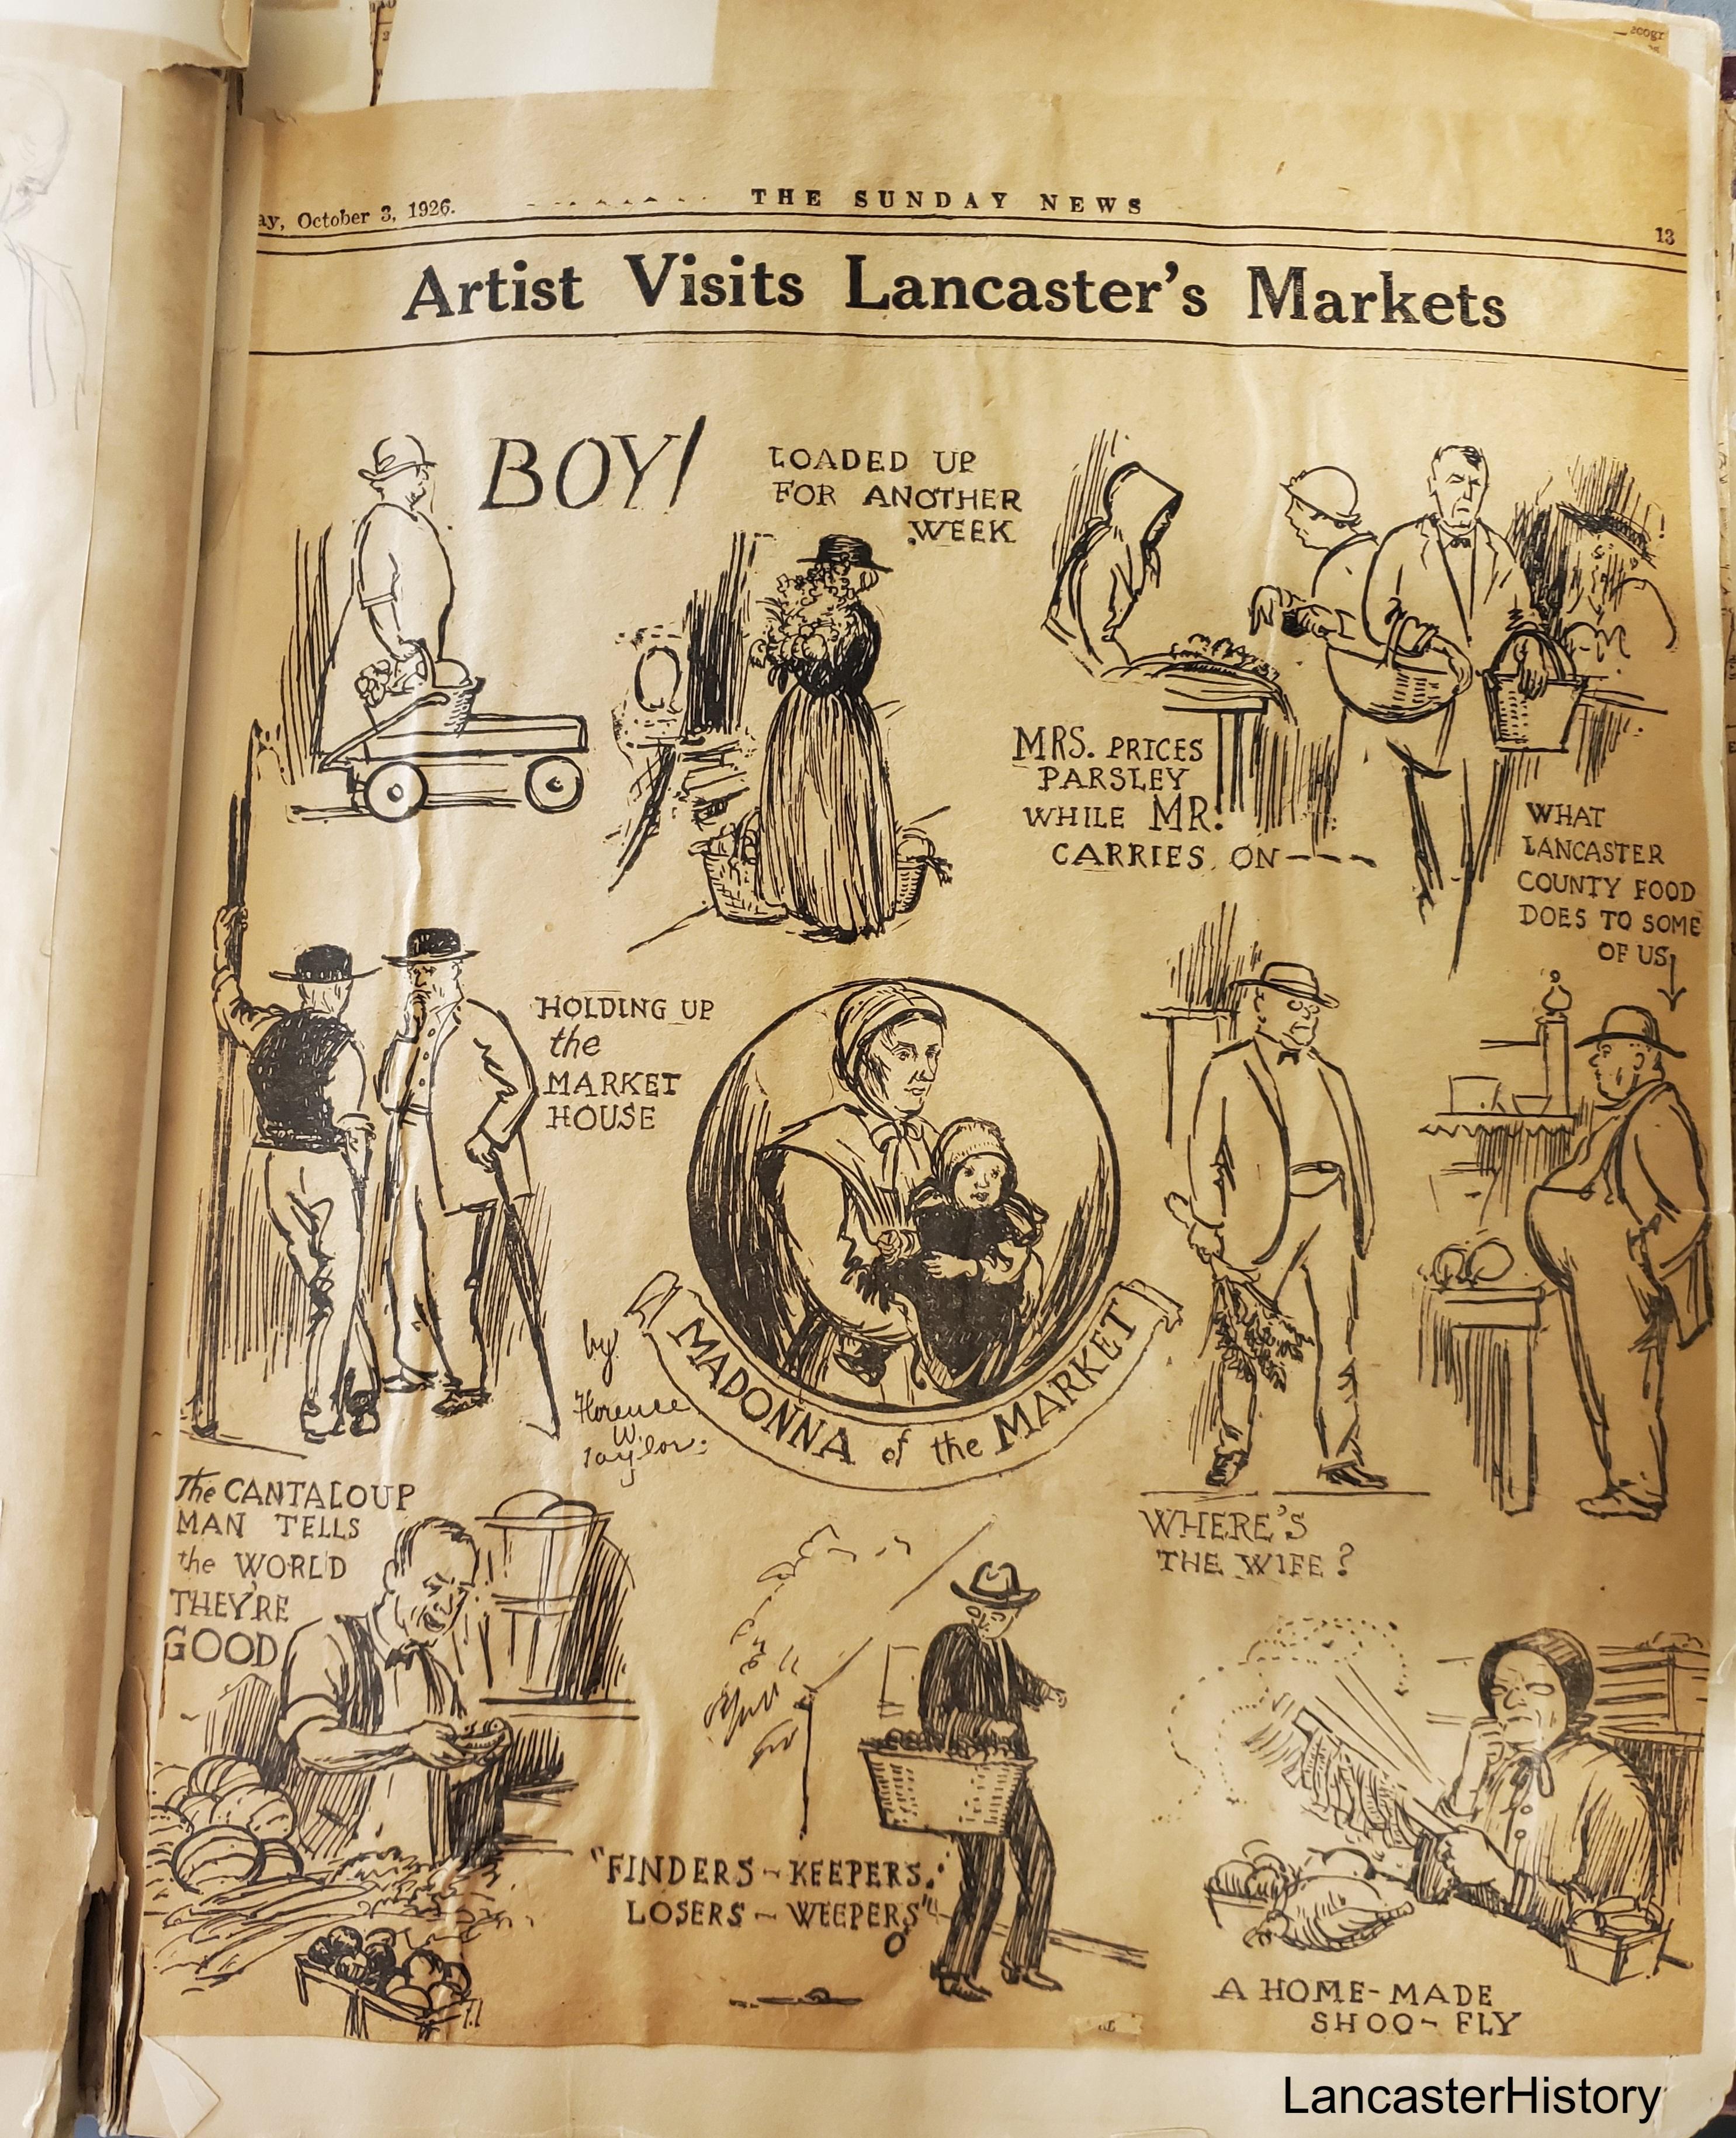 ay, October 3, 1926.
THE SUNDAY NEWS
13
Artist Visits Lancaster's Markets
BOY!
LOADED UP
FOR ANOTHER
WEEK
MRS. PRICES
PARSLEY
WHILE MR.
CARRIES ON----
WHAT
LANCASTER
COUNTY FOOD
DOES TO SOME
OF US
HOLDING UP
the
MARKET
HOUSE
MADONNA of the MARKET
by
Florence
W.
Taylor.
WHERE'S
THE WIFE?
The CANTALOUP
MAN TELLS
the WORLD
THEY'RE
GOOD
"FINDERS-KEEPERS.
LOSERS-WEEPERS"
A HOME-MADE
SHOO-FLY
LancasterHistory